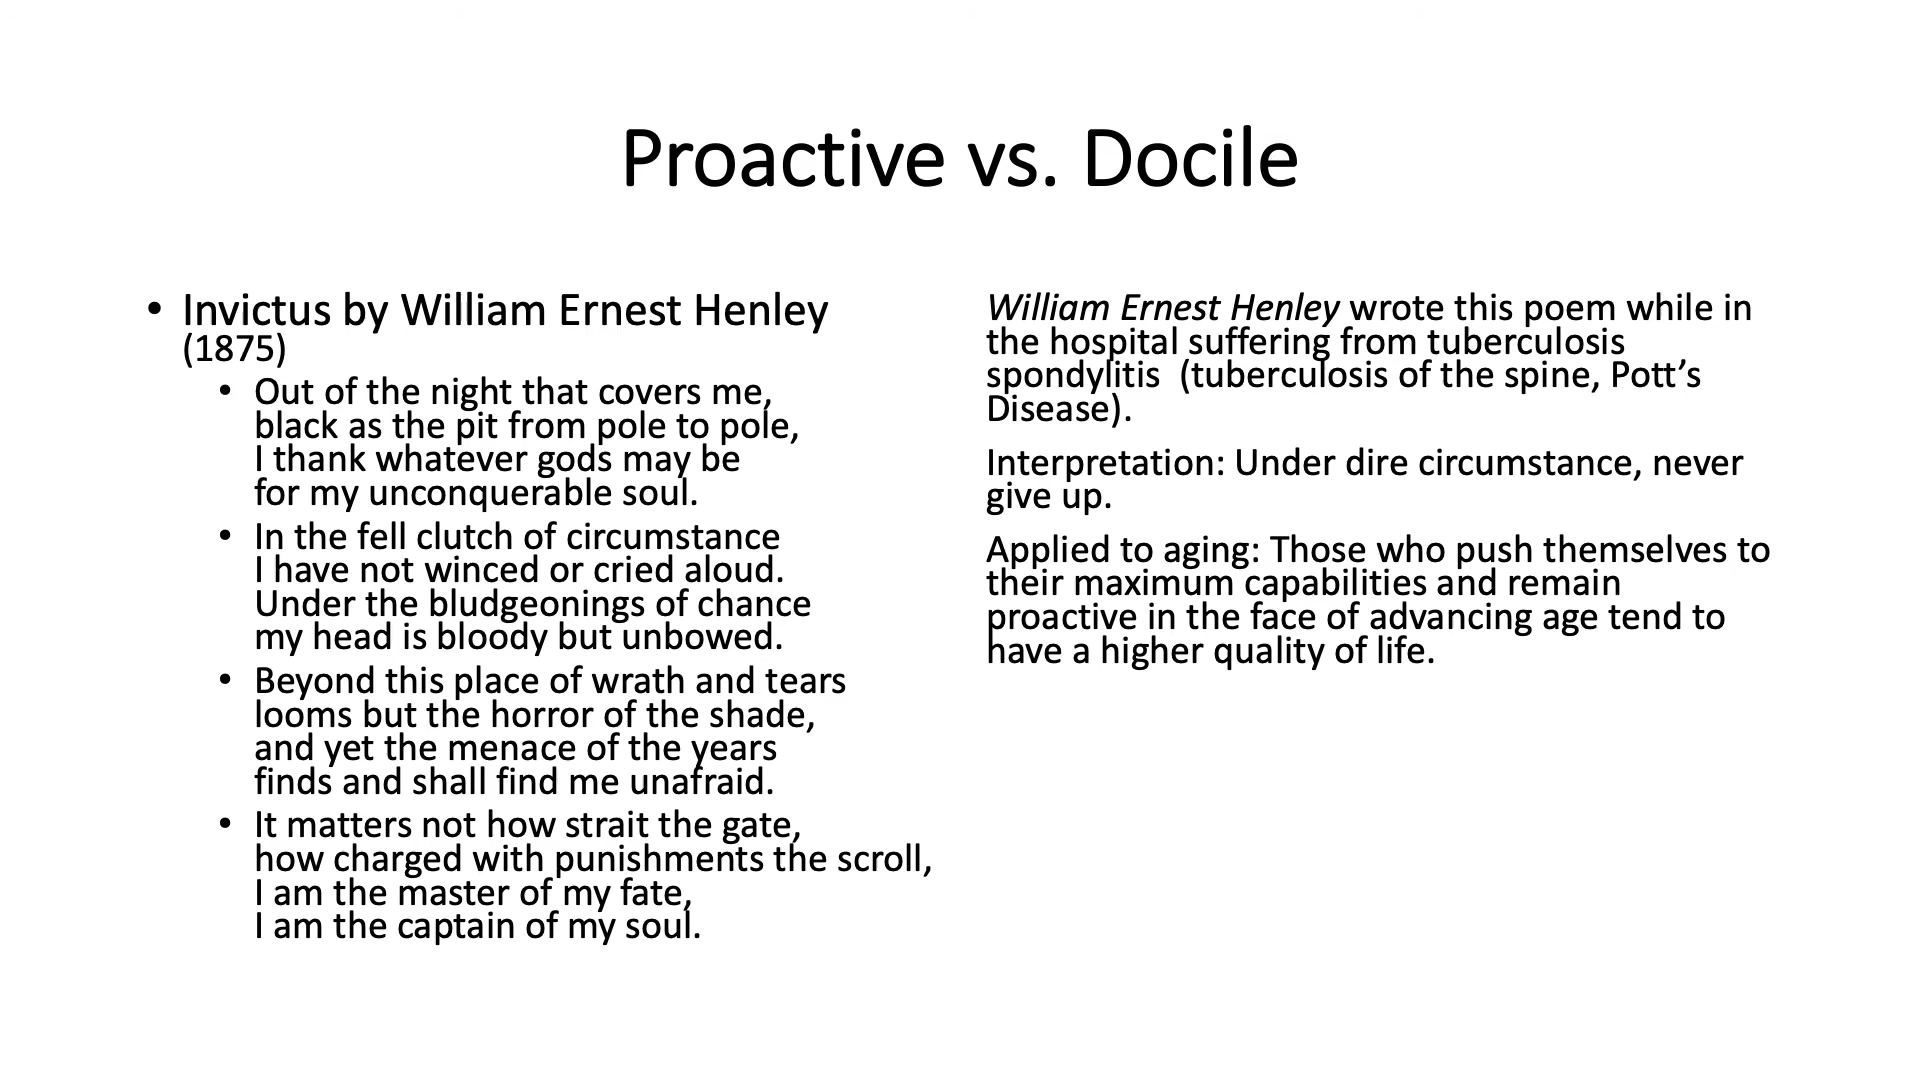 Proactive vs. Docile
• Invictus by William Ernest Henley
(1875)
• Out of the night that covers me,
black as the pit from pole to pole,
I thank whatever gods may be
for my unconquerable soul.
• In the fell clutch of circumstance
I have not winced or cried aloud.
Under the bludgeonings of chance
my head is bloody but unbowed.
• Beyond this place of wrath and tears
looms but the horror of the shade,
and yet the menace of the years
finds and shall find me unafraid.
• It matters not how strait the gate,
how charged with punishments the scroll,
I am the master of my fate,
I am the captain of my soul.
William Ernest Henley wrote this poem while in
the hospital suffering from tuberculosis
spondylitis  (tuberculosis of the spine, Pott’s
Disease).
Interpretation: Under dire circumstance, never
give up.
Applied to aging: Those who push themselves to
their maximum capabilities and remain
proactive in the face of advancing age tend to
have a higher quality of life.